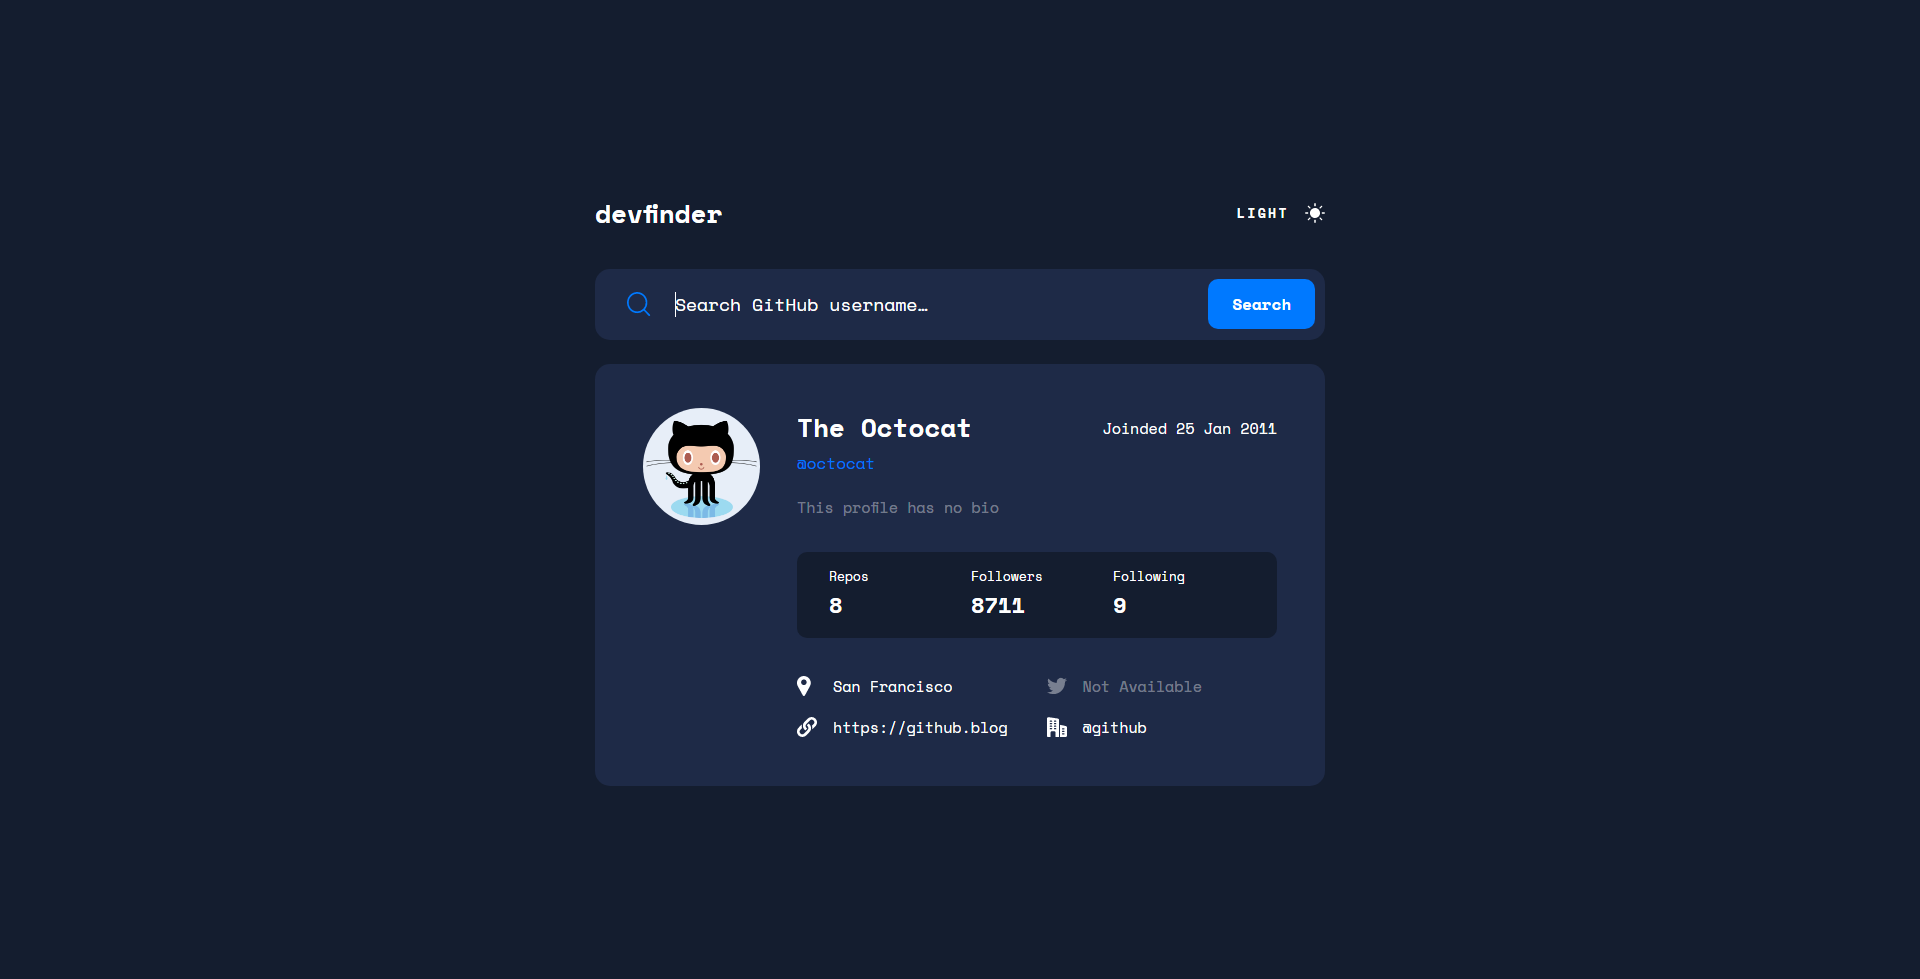 devfinder
LIGHT
Search GitHub username…
Search
The Octocat
Joinded 25 Jan 2011
@octocat
This profile has no bio
Repos
Followers
Following
8
8711
9
San Francisco
Not Available
https://github.blog
@github